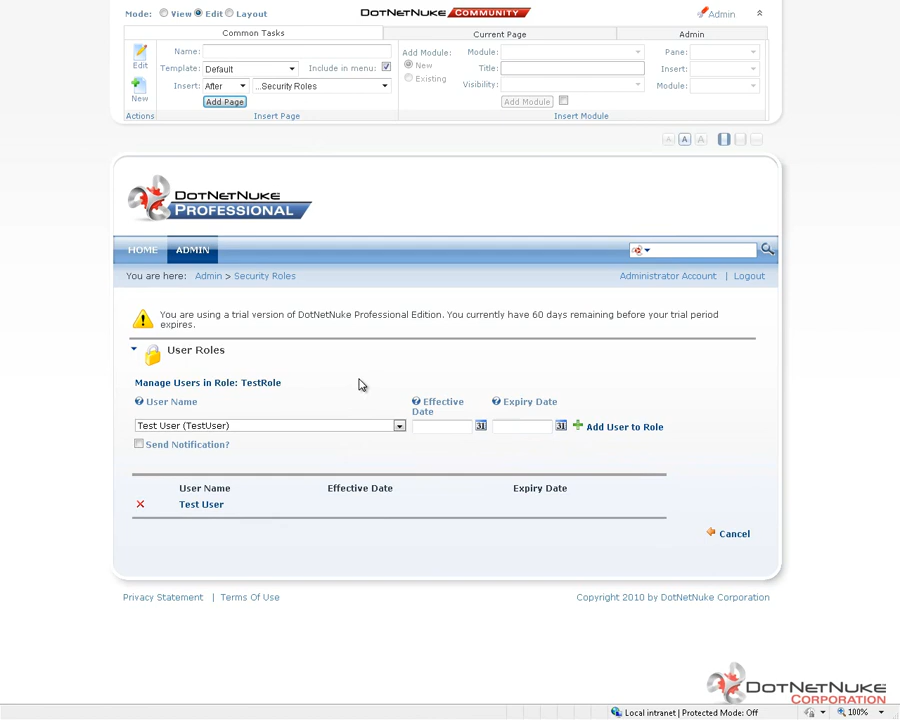 Mode: View Edit Layout
DOTNETNUKE COMMUNITY
Admin
Common Tasks
Current Page
Admin
Edit
New
Actions
Name:
Template: Default Include in menu:
Insert: After ...Security Roles
Add Page
Insert Page
Add Module:
New
Existing
Module:
Title:
Visibility:
Add Module
Insert Module
Pane:
Insert:
Module:
A A A
DOTNETNUKE
PROFESSIONAL
HOME ADMIN
You are here: Admin > Security Roles
Administrator Account | Logout
You are using a trial version of DotNetNuke Professional Edition. You currently have 60 days remaining before your trial period
expires.
User Roles
Manage Users in Role: TestRole
User Name
Effective
Date
Expiry Date
Test User (TestUser)
31
31
Add User to Role
Send Notification?
User Name Effective Date Expiry Date
Test User
Cancel
Privacy Statement | Terms Of Use
Copyright 2010 by DotNetNuke Corporation
DOTNETNUKE
CORPORATION
Local intranet | Protected Mode: Off
100%